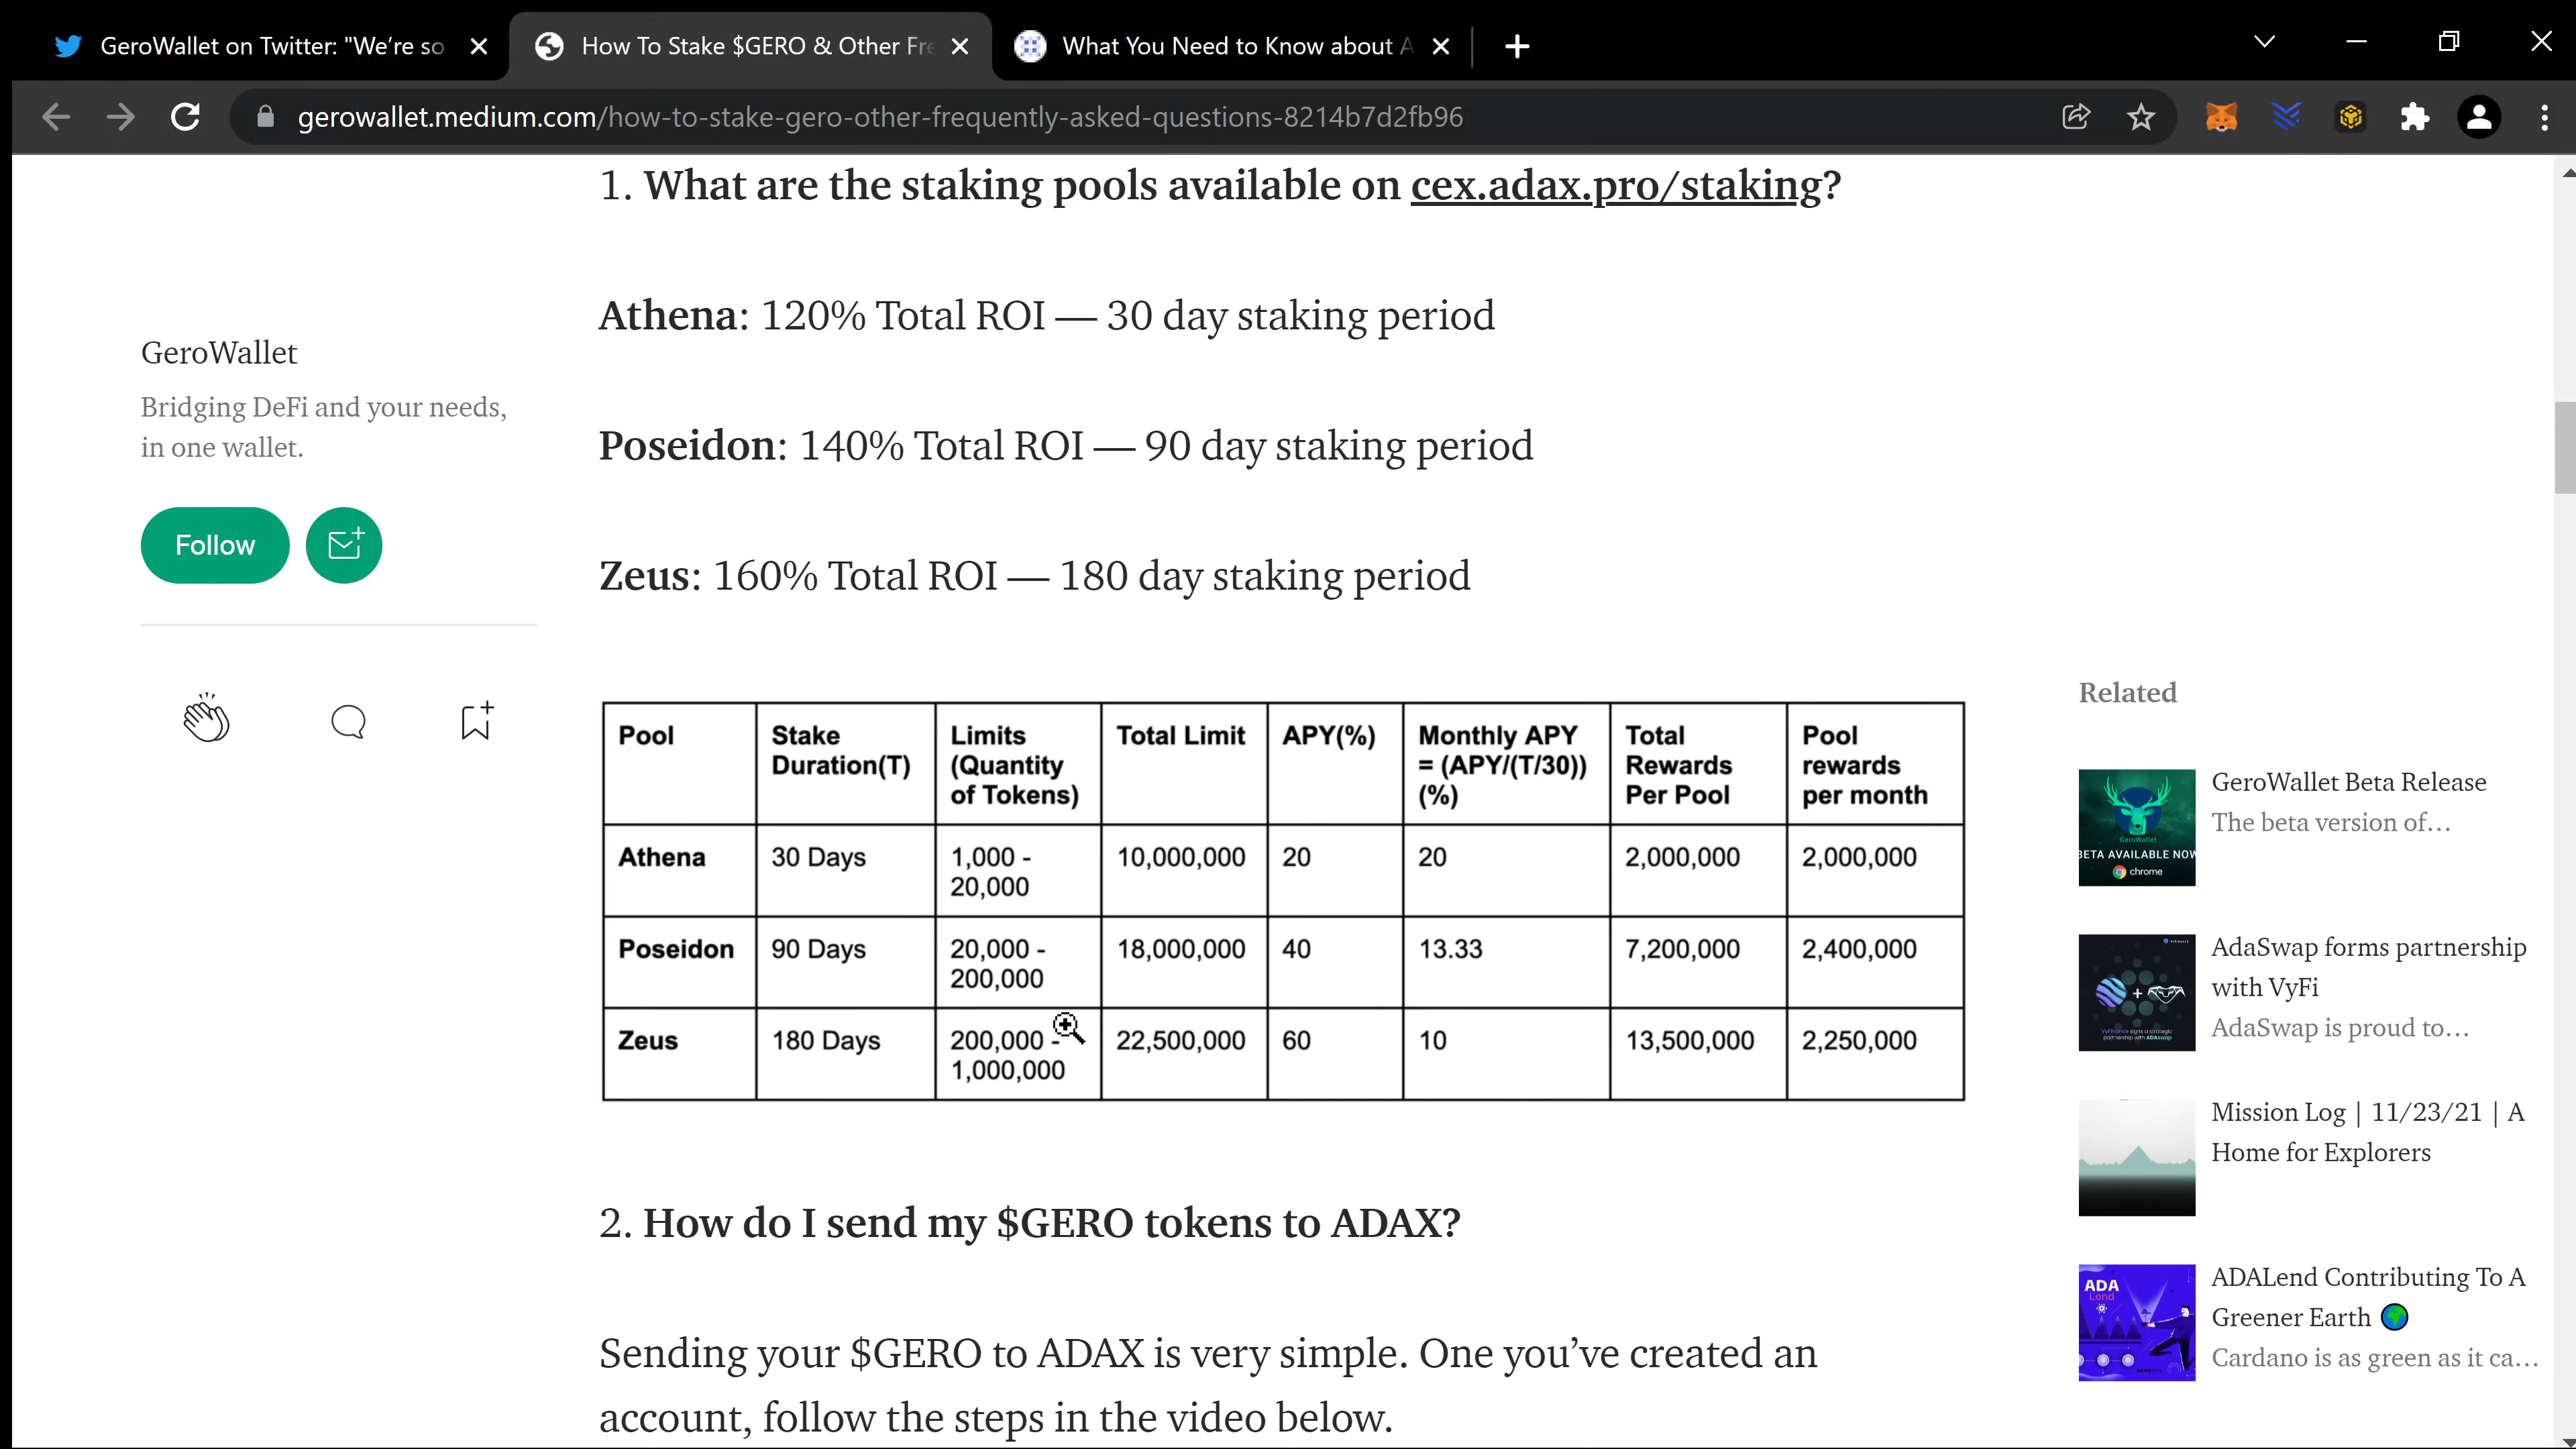 GeroWallet on Twitter: "We're so
How To Stake $GERO & Other Fre
What You Need to Know about A
gerowallet.medium.com/how-to-stake-gero-other-frequently-asked-questions-8214b7d2fb96
1. What are the staking pools available on cex.adax.pro/staking?
Athena: 120% Total ROI — 30 day staking period
Poseidon: 140% Total ROI — 90 day staking period
Zeus: 160% Total ROI — 180 day staking period
GeroWallet
Bridging DeFi and your needs,
in one wallet.
Follow
Pool Stake Limits Total Limit APY(%) Monthly APY Total Pool
Duration(T) (Quantity = (APY/(T/30)) Rewards rewards
of Tokens) (%) Per Pool per month
Athena 30 Days 1,000 - 10,000,000 20 20 2,000,000 2,000,000
20,000
Poseidon 90 Days 20,000 - 18,000,000 40 13.33 7,200,000 2,400,000
200,000
Zeus 180 Days 200,000 - 22,500,000 60 10 13,500,000 2,250,000
1,000,000
2. How do I send my $GERO tokens to ADAX?
Sending your $GERO to ADAX is very simple. One you've created an
account, follow the steps in the video below.
Related
GeroWallet
BETA AVAILABLE NOW
chrome
GeroWallet Beta Release
The beta version of…
AdaSwap forms partnership
with VyFi
AdaSwap is proud to…
Mission Log | 11/23/21 | A
Home for Explorers
ADA
Lend
ADALend Contributing To A
Greener Earth
Cardano is as green as it ca…